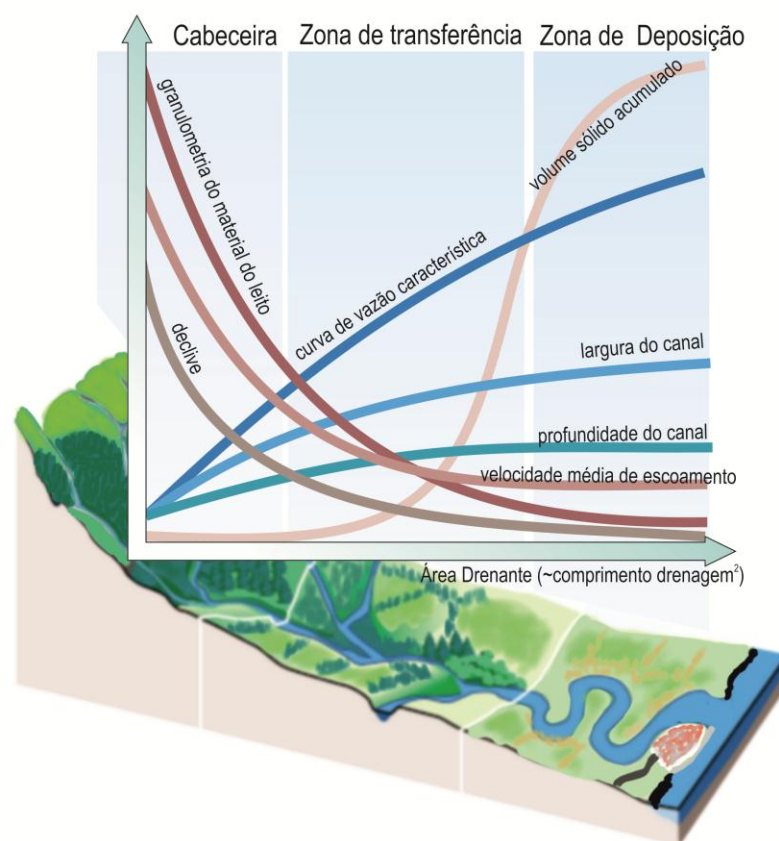 Cabeceira
Zona de transferência
Zona de Deposição
granulometria do material do leito
volume sólido acumulado
curva de vazão característica
declive
largura do canal
profundidade do canal
velocidade média de escoamento
Área Drenante (~comprimento drenagem²)